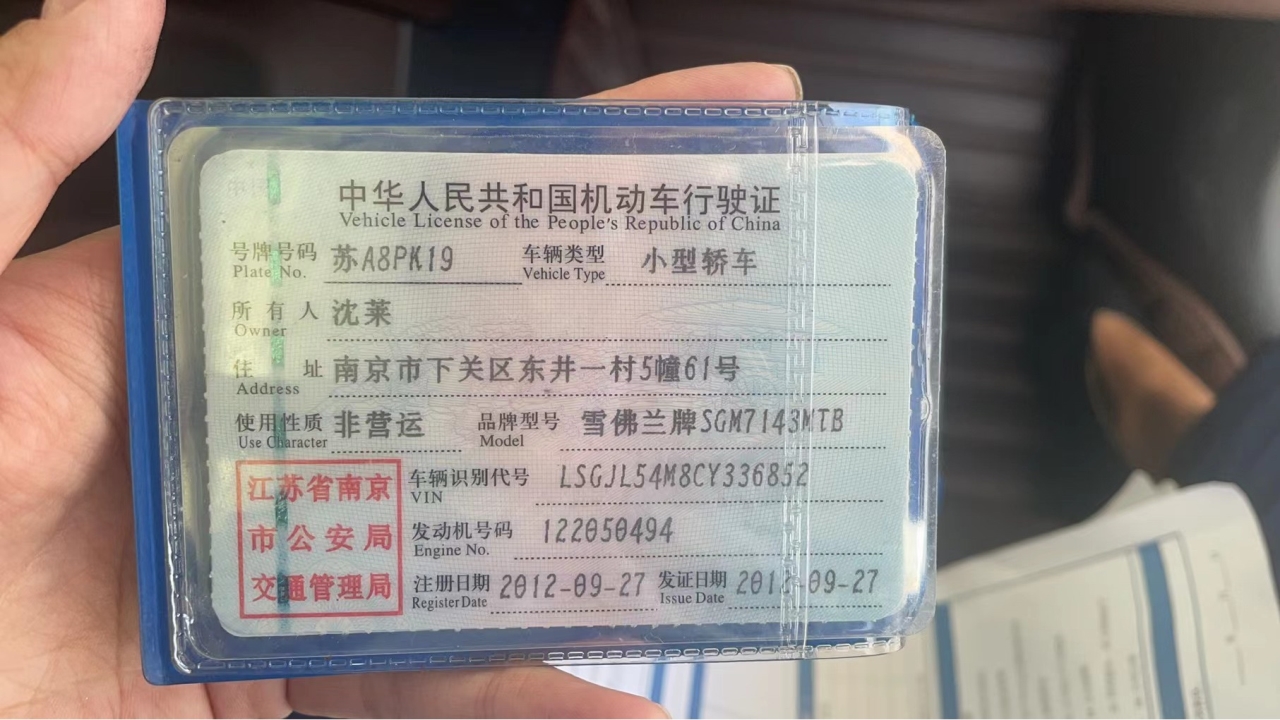 中华人民共和国机动车行驶证
Vehicle License of the People's Republic of China
号牌号码 苏A8PK19 车辆类型 小型轿车
Plate No. Vehicle Type
所有人 沈莱
Owner
住址 南京市下关区东井一村5幢61号
Address
使用性质 非营运 品牌型号 雪佛兰牌SGM7143MTB
Use Character Model
江苏省南京
市公安局
交通管理局
车辆识别代号 LSGJL54M8CY336852
VIN
发动机号码 122050494
Engine No.
注册日期 2012-09-27 发证日期 2012-09-27
Register Date Issue Date